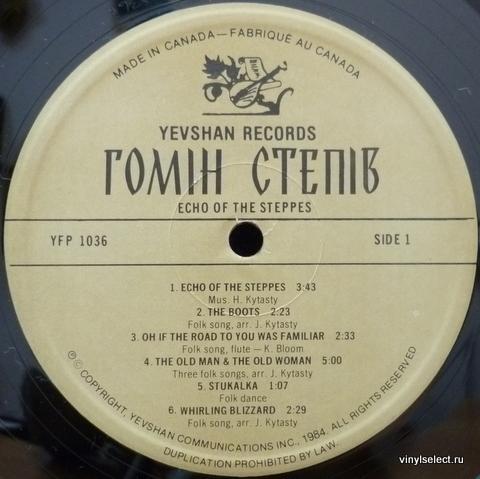 MADE IN CANADA — FABRIQUE AU CANADA
YEVSHAN RECORDS
ГОМІН СТЕПІВ
ECHO OF THE STEPPES
YFP 1036
SIDE 1
1. ECHO OF THE STEPPES 3:43
Mus. H. Kytasty
2. THE BOOTS 2:23
Folk song, arr. J. Kytasty
3. OH IF THE ROAD TO YOU WAS FAMILIAR 2:33
Folk song, flute — K. Bloom
4. THE OLD MAN & THE OLD WOMAN 5:00
Three folk songs, arr. J. Kytasty
5. STUKALKA 1:07
Folk dance
6. WHIRLING BLIZZARD 2:29
Folk song, arr. J. Kytasty
℗ © COPYRIGHT, YEVSHAN COMMUNICATIONS INC., 1984. ALL RIGHTS RESERVED
DUPLICATION PROHIBITED BY LAW.
vinylselect.ru